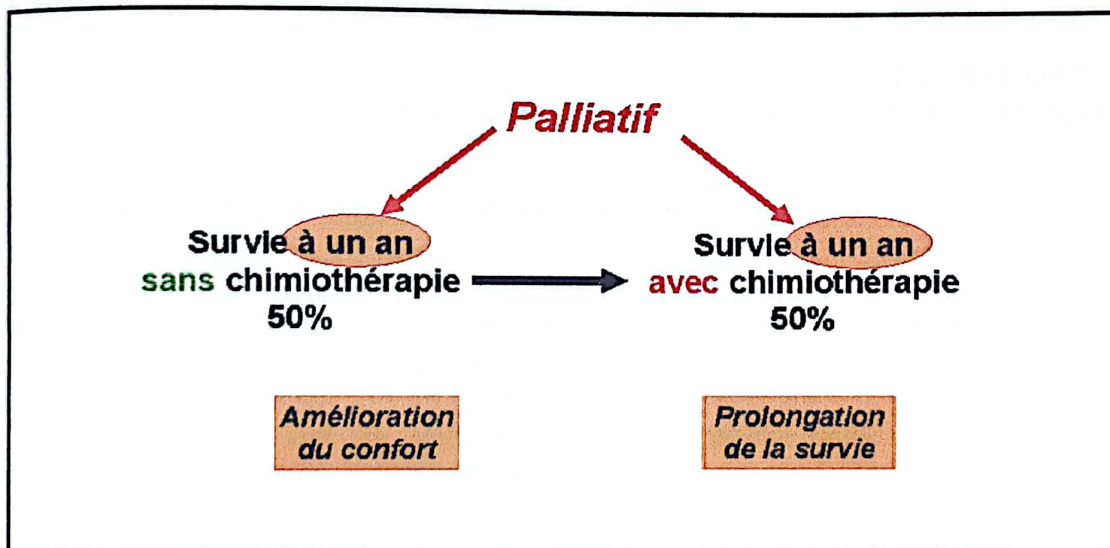 Palliatif
Survie à un an
sans chimiothérapie
50%
Survie à un an
avec chimiothérapie
50%
Amélioration
du confort
Prolongation
de la survie